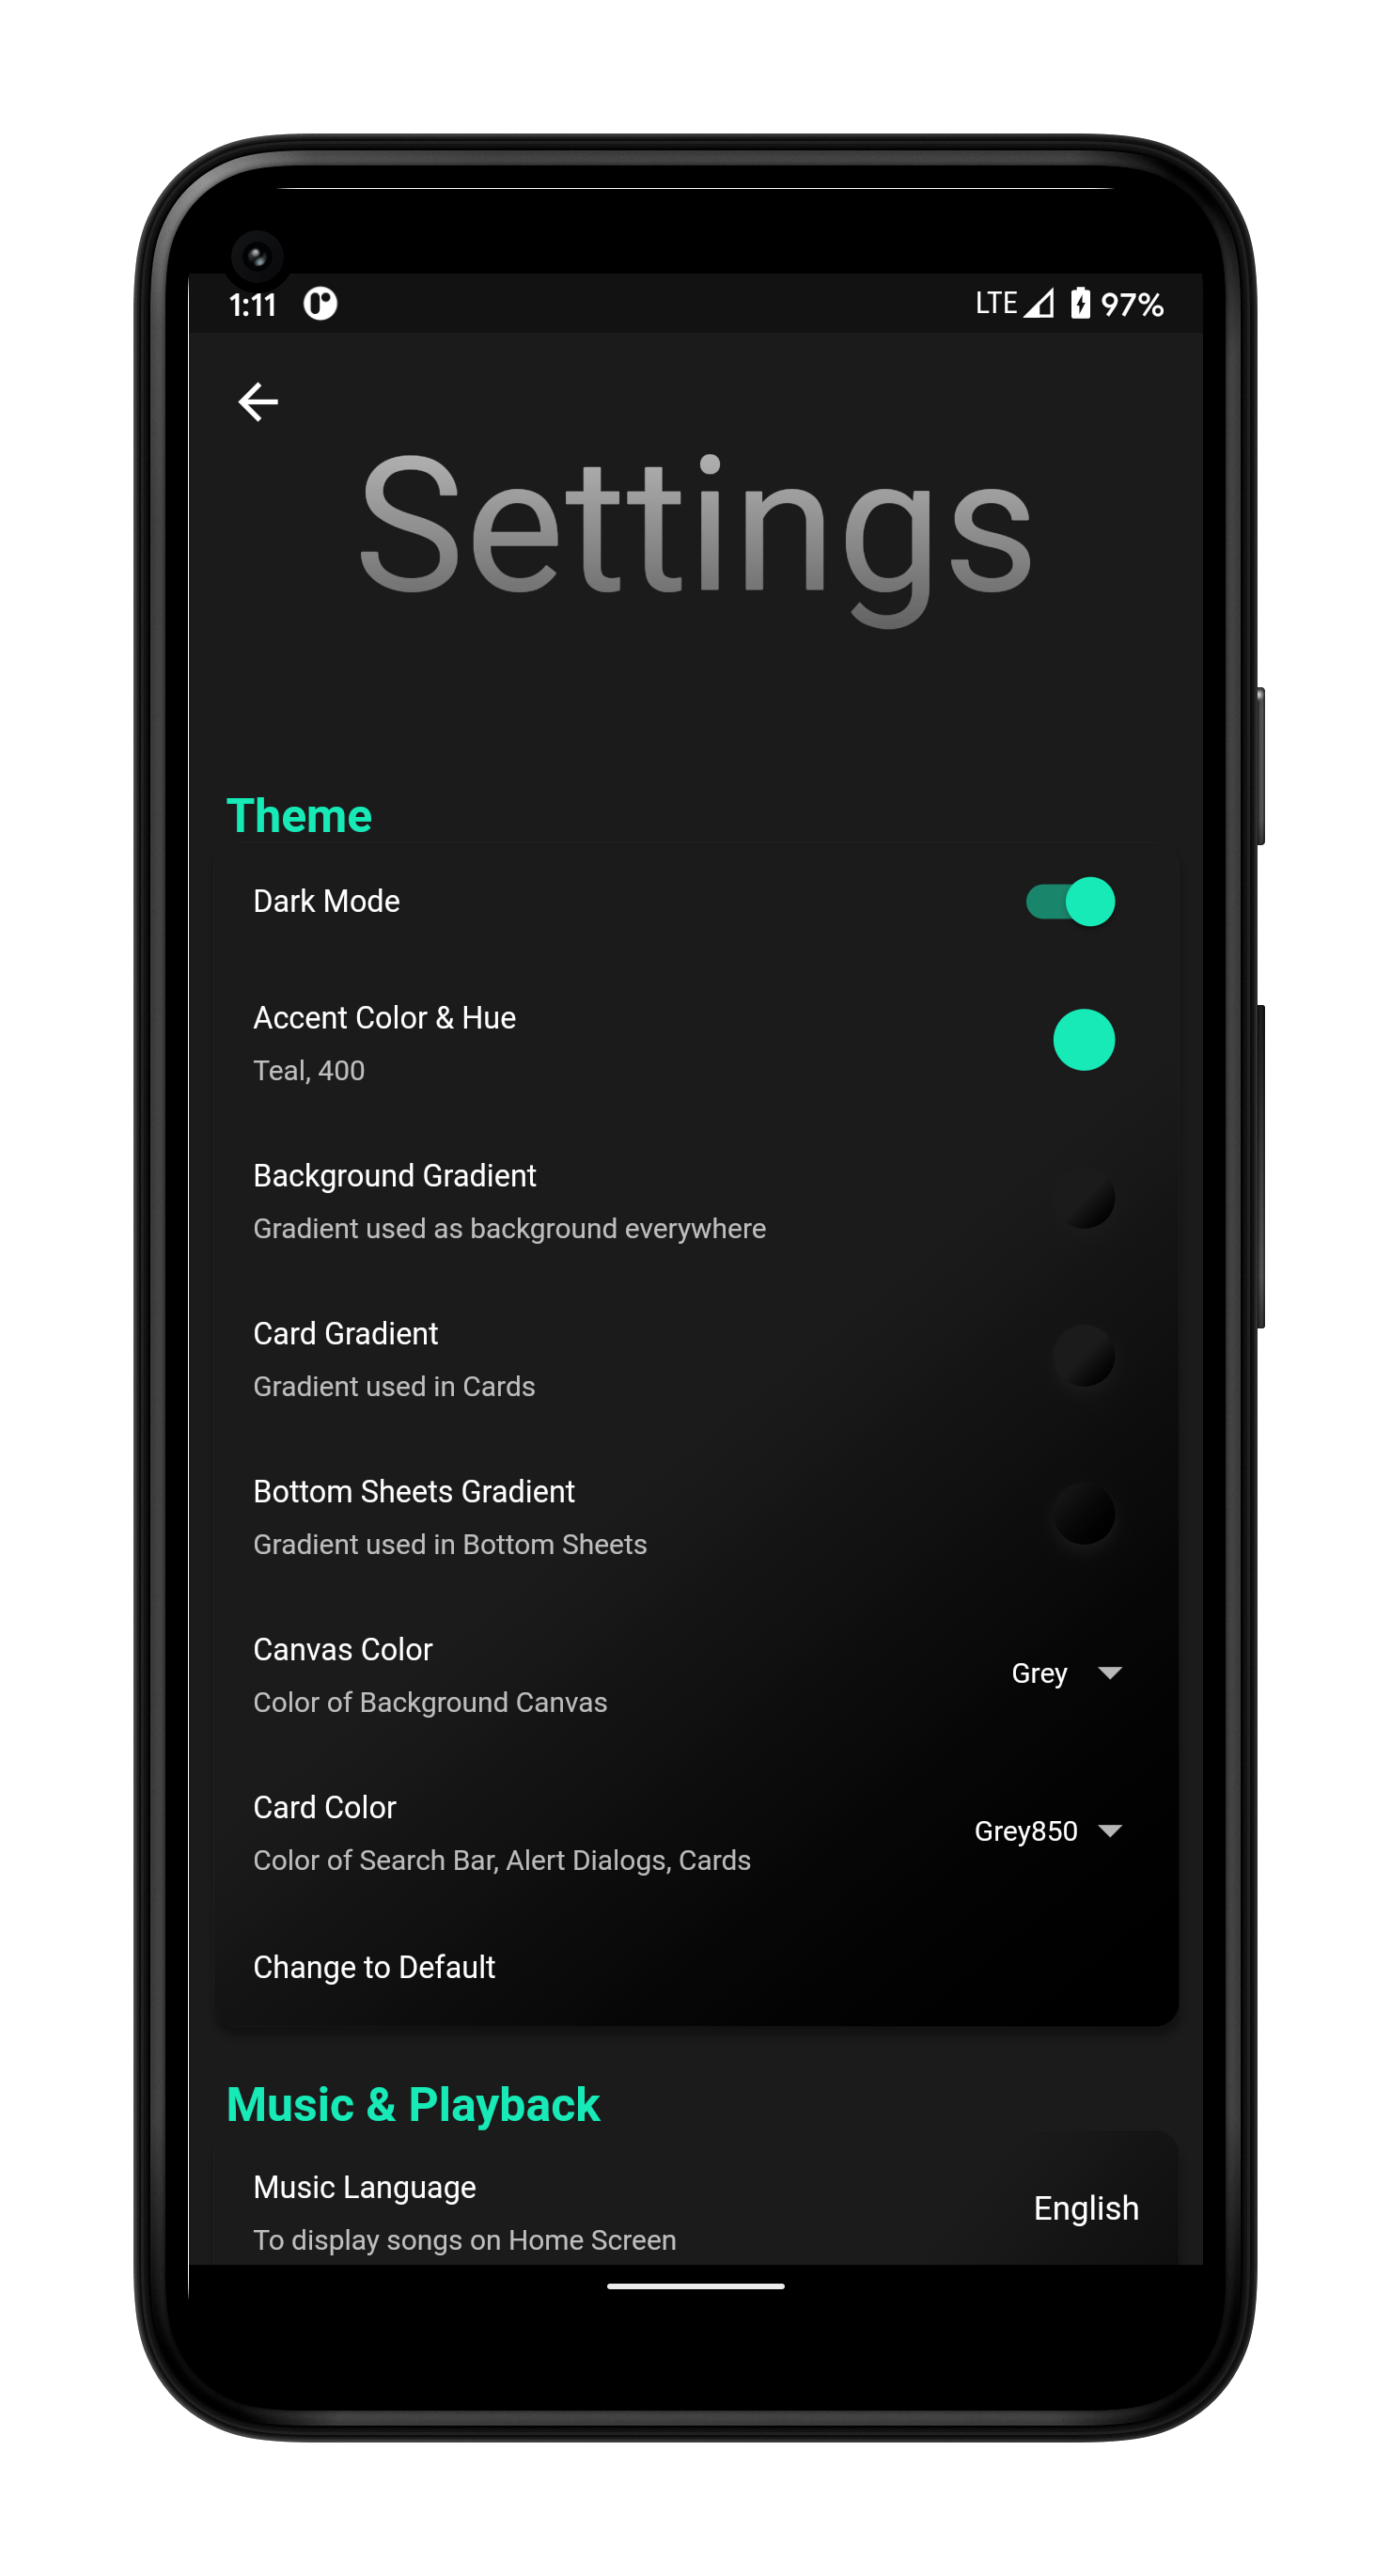 1:11 LTE 97%
Settings
Theme
Dark Mode
Accent Color & Hue
Teal, 400
Background Gradient
Gradient used as background everywhere
Card Gradient
Gradient used in Cards
Bottom Sheets Gradient
Gradient used in Bottom Sheets
Canvas Color
Color of Background Canvas
Grey
Card Color
Color of Search Bar, Alert Dialogs, Cards
Grey850
Change to Default
Music & Playback
Music Language
To display songs on Home Screen
English